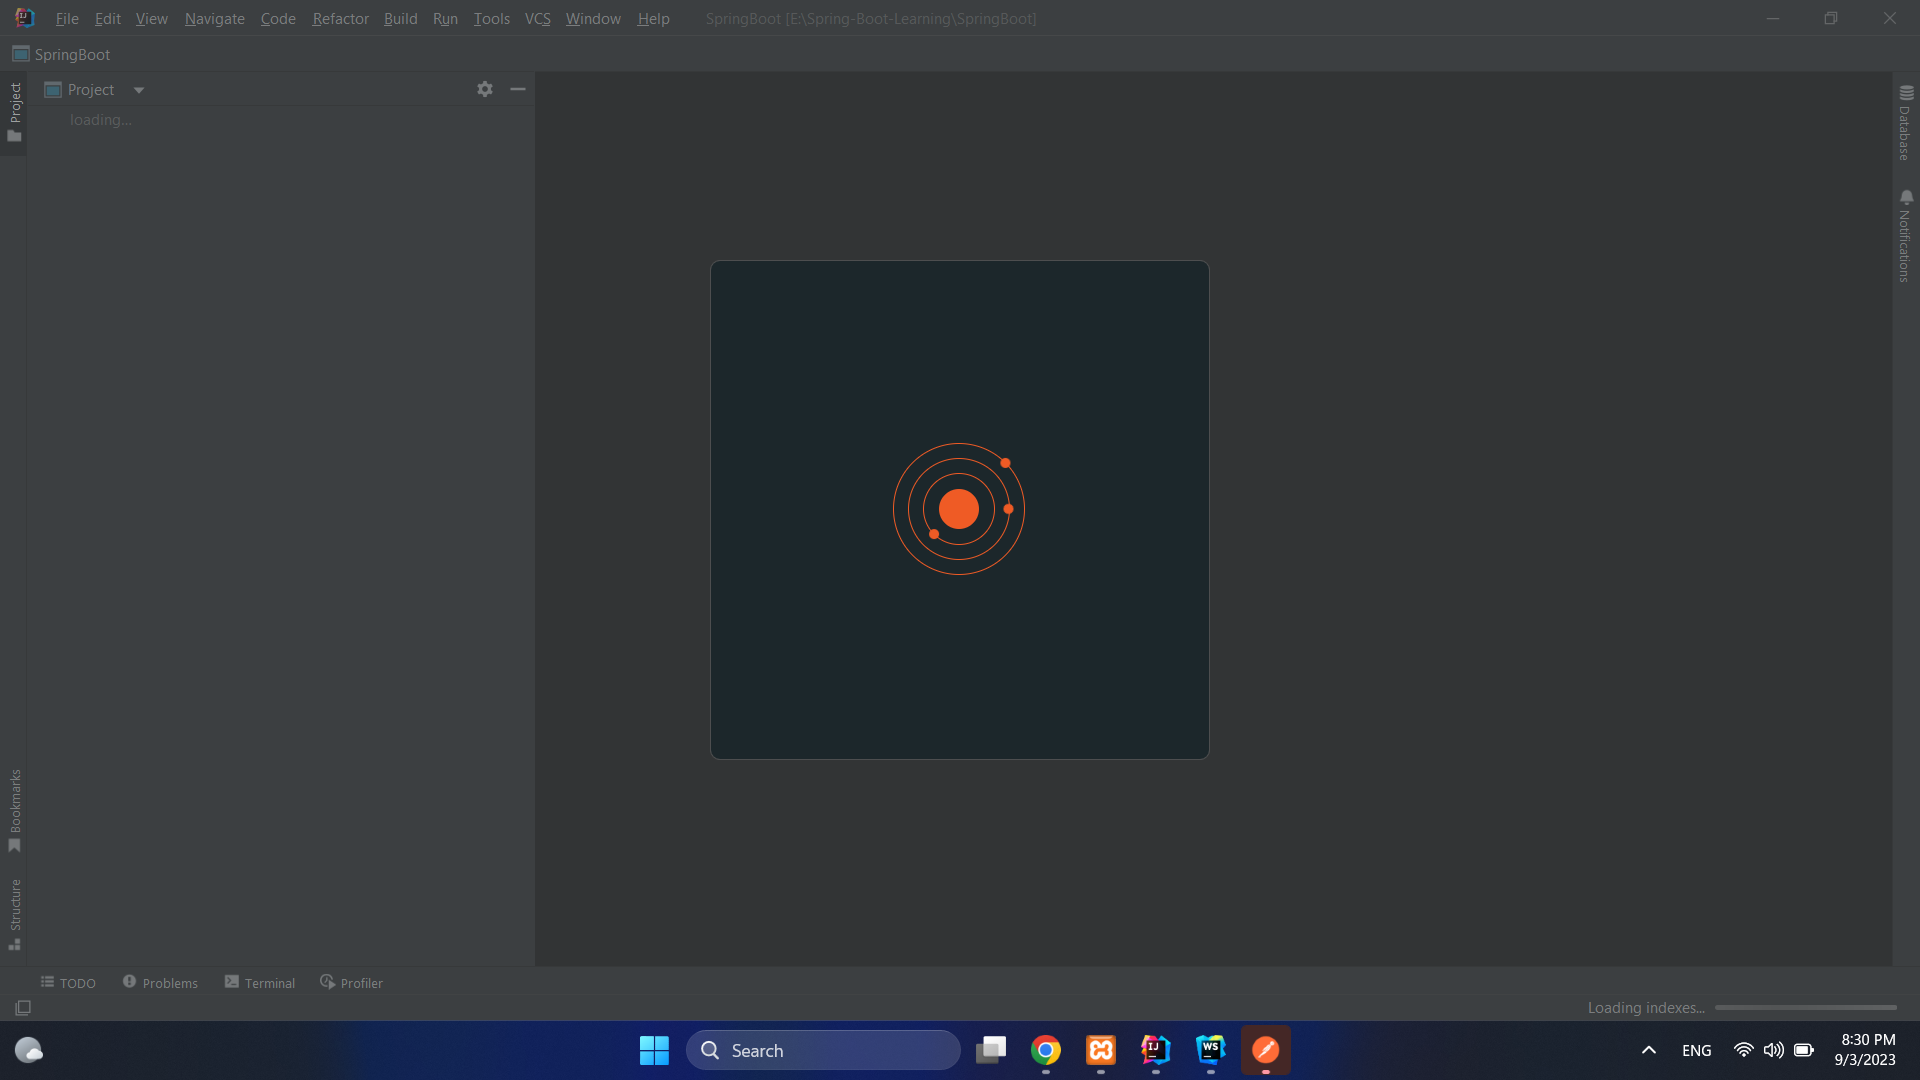 File Edit View Navigate Code Refactor Build Run Tools VCS Window Help SpringBoot [E:\Spring-Boot-Learning\SpringBoot]
SpringBoot
Project
Project
loading...
Database
Notifications
Bookmarks
Structure
TODO Problems Terminal Profiler
Loading indexes...
Search
IJ
WS
ENG
8:30 PM
9/3/2023